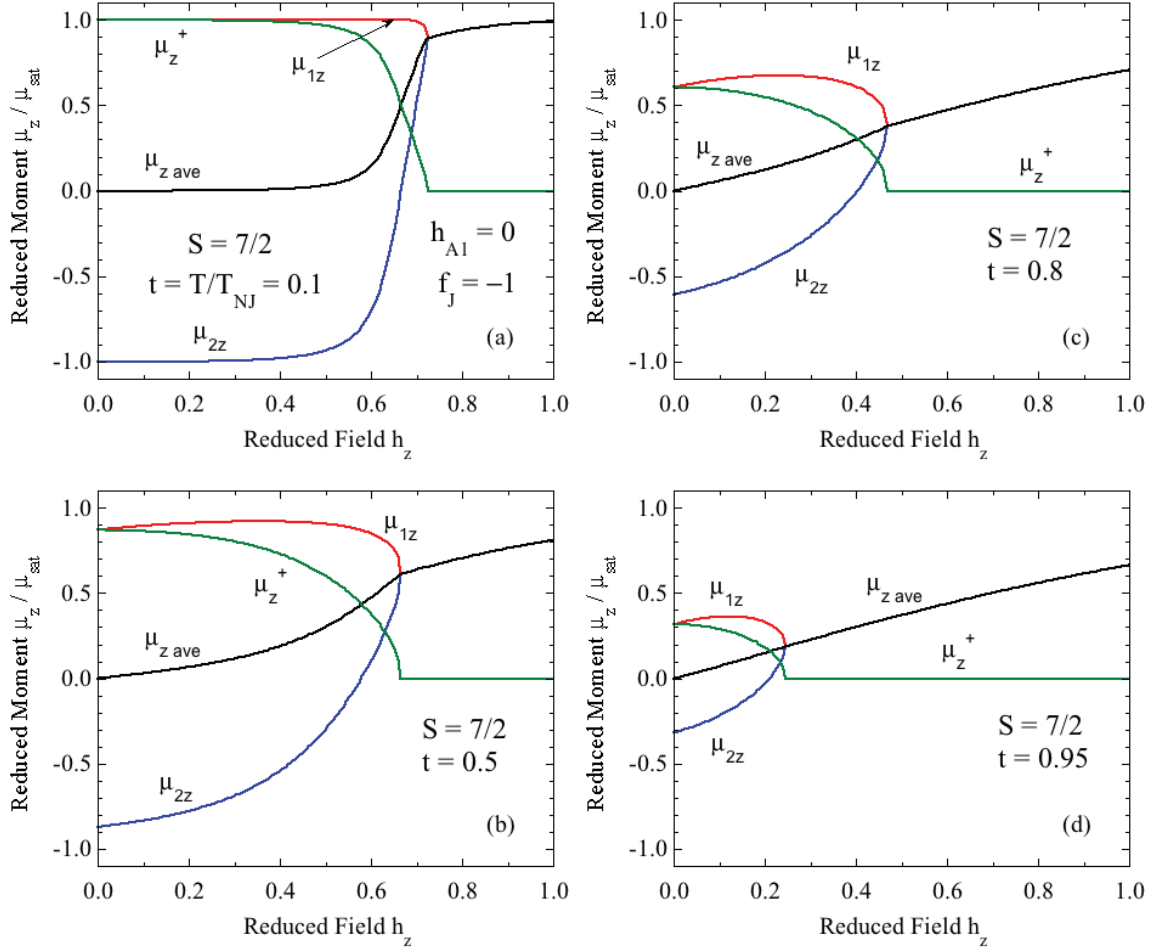 Reduced Moment μz / μsat
1.0
0.5
0.0
-0.5
-1.0
μz+
μ1z
μz ave
S = 7/2
t = T/TNJ = 0.1
hA1 = 0
fJ = –1
μ2z
(a)
0.0 0.2 0.4 0.6 0.8 1.0
Reduced Field hz
Reduced Moment μz / μsat
1.0
0.5
0.0
-0.5
-1.0
μ1z
μz ave
μz+
S = 7/2
t = 0.8
μ2z
(c)
0.0 0.2 0.4 0.6 0.8 1.0
Reduced Field hz
Reduced Moment μz / μsat
1.0
0.5
0.0
-0.5
-1.0
μ1z
μz+
μz ave
S = 7/2
t = 0.5
μ2z
(b)
0.0 0.2 0.4 0.6 0.8 1.0
Reduced Field hz
Reduced Moment μz / μsat
1.0
0.5
0.0
-0.5
-1.0
μ1z
μz ave
μz+
S = 7/2
t = 0.95
μ2z
(d)
0.0 0.2 0.4 0.6 0.8 1.0
Reduced Field hz